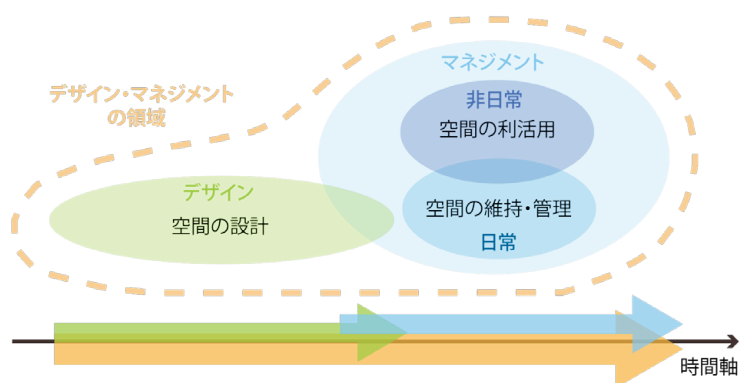 マネジメント
デザイン・マネジメント
の領域
非日常
空間の利活用
デザイン
空間の設計
空間の維持・管理
日常
時間軸